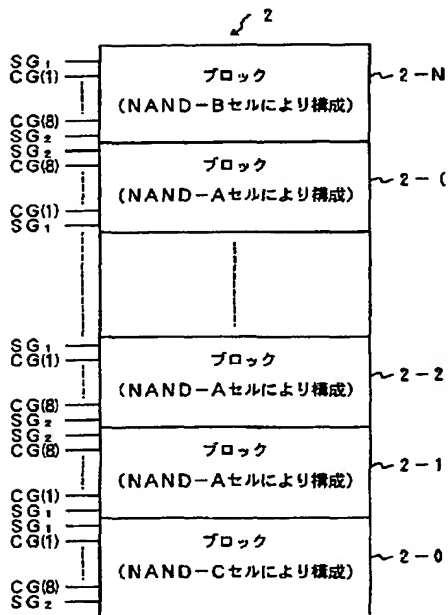 2
SG₁
CG(1)
CG(8)
SG₂
ブロック
(NAND-Bセルにより構成)
2-N
SG₂
CG(8)
CG(1)
SG₁
ブロック
(NAND-Aセルにより構成)
SG₁
CG(1)
CG(8)
SG₂
ブロック
(NAND-Aセルにより構成)
2-2
SG₂
CG(8)
CG(1)
SG₁
ブロック
(NAND-Aセルにより構成)
2-1
SG₁
CG(1)
CG(8)
SG₂
ブロック
(NAND-Cセルにより構成)
2-0